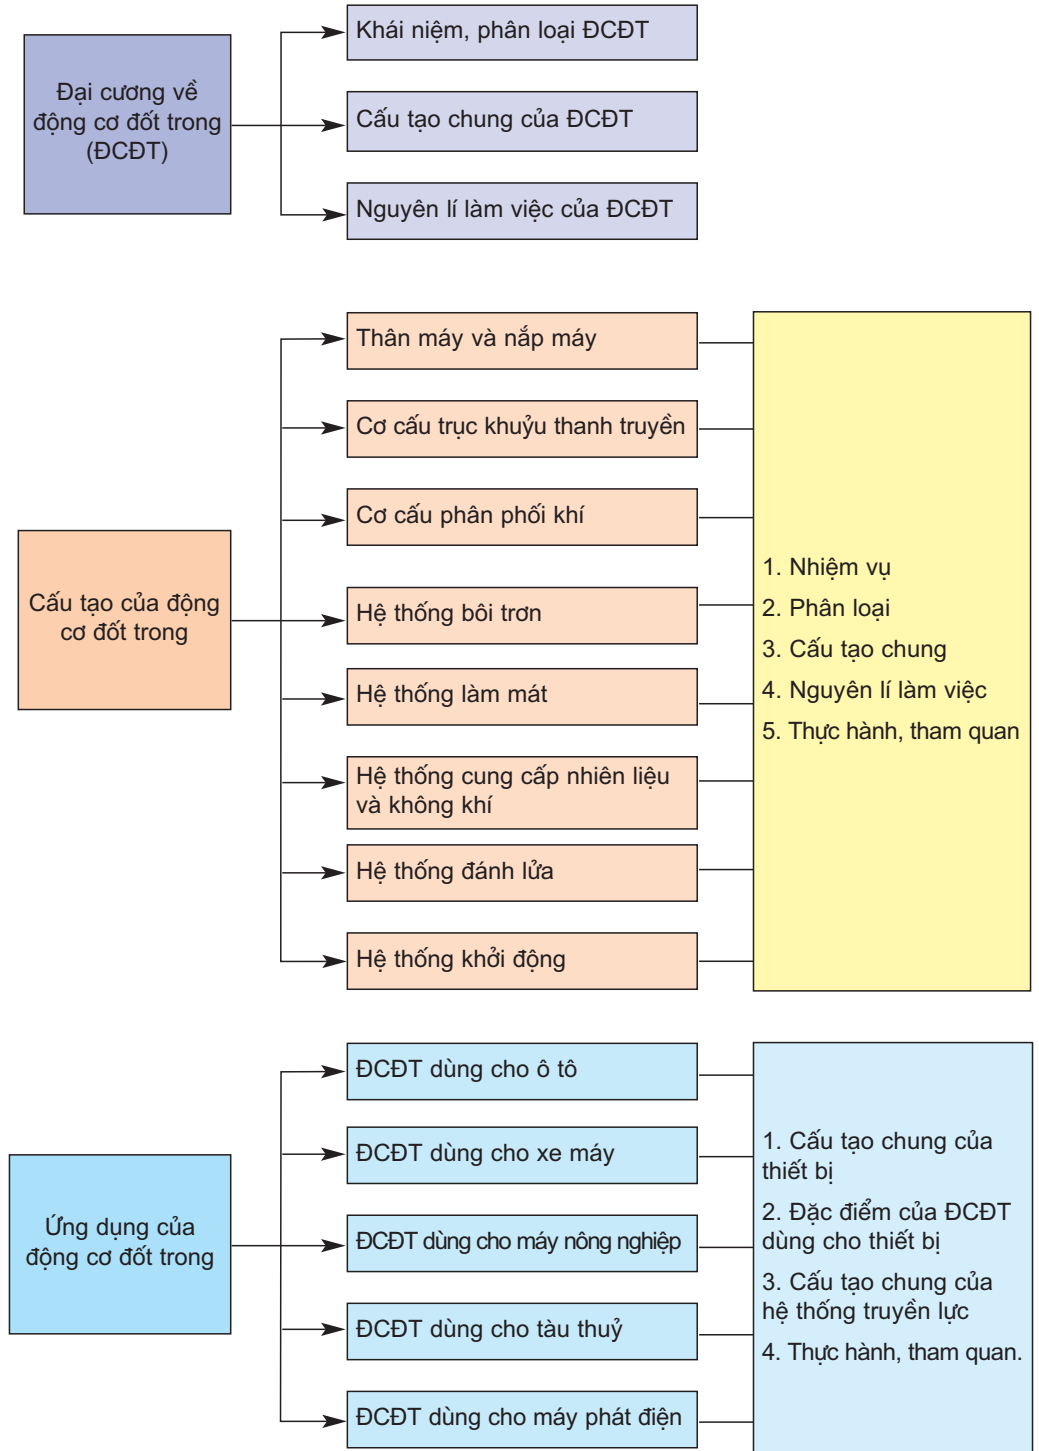 Đại cương về
động cơ đốt trong
(ĐCĐT)
Khái niệm, phân loại ĐCĐT
Cấu tạo chung của ĐCĐT
Nguyên lí làm việc của ĐCĐT
Cấu tạo của động
cơ đốt trong
Thân máy và nắp máy
Cơ cấu trục khuỷu thanh truyền
Cơ cấu phân phối khí
Hệ thống bôi trơn
Hệ thống làm mát
Hệ thống cung cấp nhiên liệu
và không khí
Hệ thống đánh lửa
Hệ thống khởi động
1. Nhiệm vụ
2. Phân loại
3. Cấu tạo chung
4. Nguyên lí làm việc
5. Thực hành, tham quan
Ứng dụng của
động cơ đốt trong
ĐCĐT dùng cho ô tô
ĐCĐT dùng cho xe máy
ĐCĐT dùng cho máy nông nghiệp
ĐCĐT dùng cho tàu thuỷ
ĐCĐT dùng cho máy phát điện
1. Cấu tạo chung của
thiết bị
2. Đặc điểm của ĐCĐT
dùng cho thiết bị
3. Cấu tạo chung của
hệ thống truyền lực
4. Thực hành, tham quan.